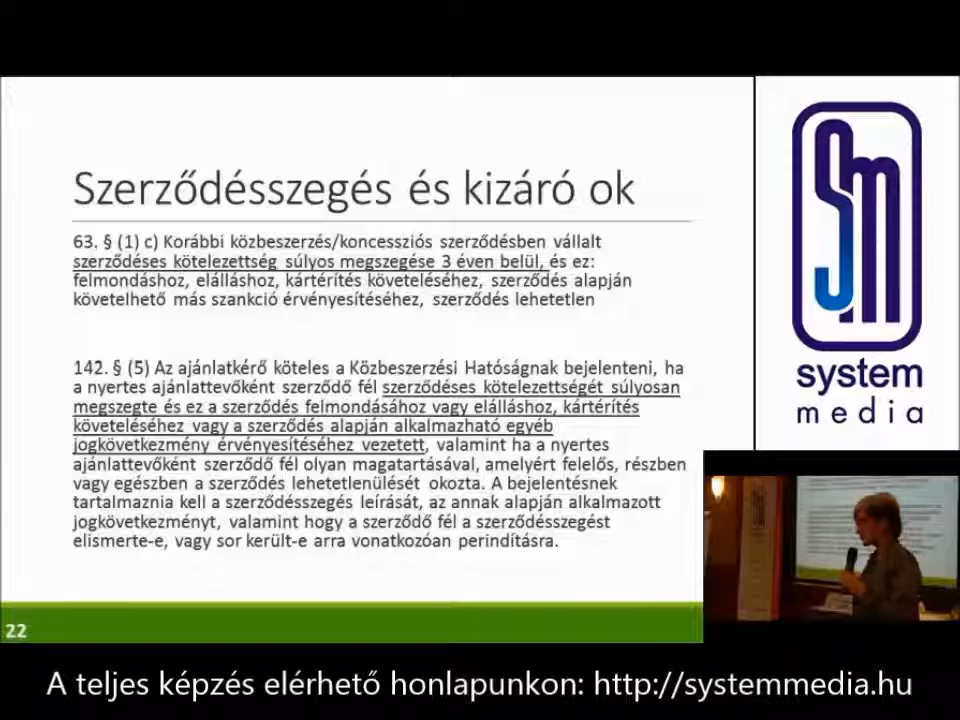 Szerződésszegés és kizáró ok
63. § (1) c) Korábbi közbeszerzés/koncessziós szerződésben vállalt
szerződéses kötelezettség súlyos megszegése 3 éven belül, és ez:
felmondáshoz, elálláshoz, kártérítés követeléséhez, szerződés alapján
követelhető más szankció érvényesítéséhez, szerződés lehetetlen
142. § (5) Az ajánlatkérő köteles a Közbeszerzési Hatóságnak bejelenteni, ha
a nyertes ajánlattevőként szerződő fél szerződéses kötelezettségét súlyosan
megszegte és ez a szerződés felmondásához vagy elálláshoz, kártérítés
követeléséhez vagy a szerződés alapján alkalmazható egyéb
jogkövetkezmény érvényesítéséhez vezetett, valamint ha a nyertes
ajánlattevőként szerződő fél olyan magatartásával, amelyért felelős, részben
vagy egészben a szerződés lehetetlenülését okozta. A bejelentésnek
tartalmaznia kell a szerződésszegés leírását, az annak alapján alkalmazott
jogkövetkezményt, valamint hogy a szerződő fél a szerződésszegést
elismerte-e, vagy sor került-e arra vonatkozóan perindításra.
22
Sm
system
media
A teljes képzés elérhető honlapunkon: http://systemmedia.hu